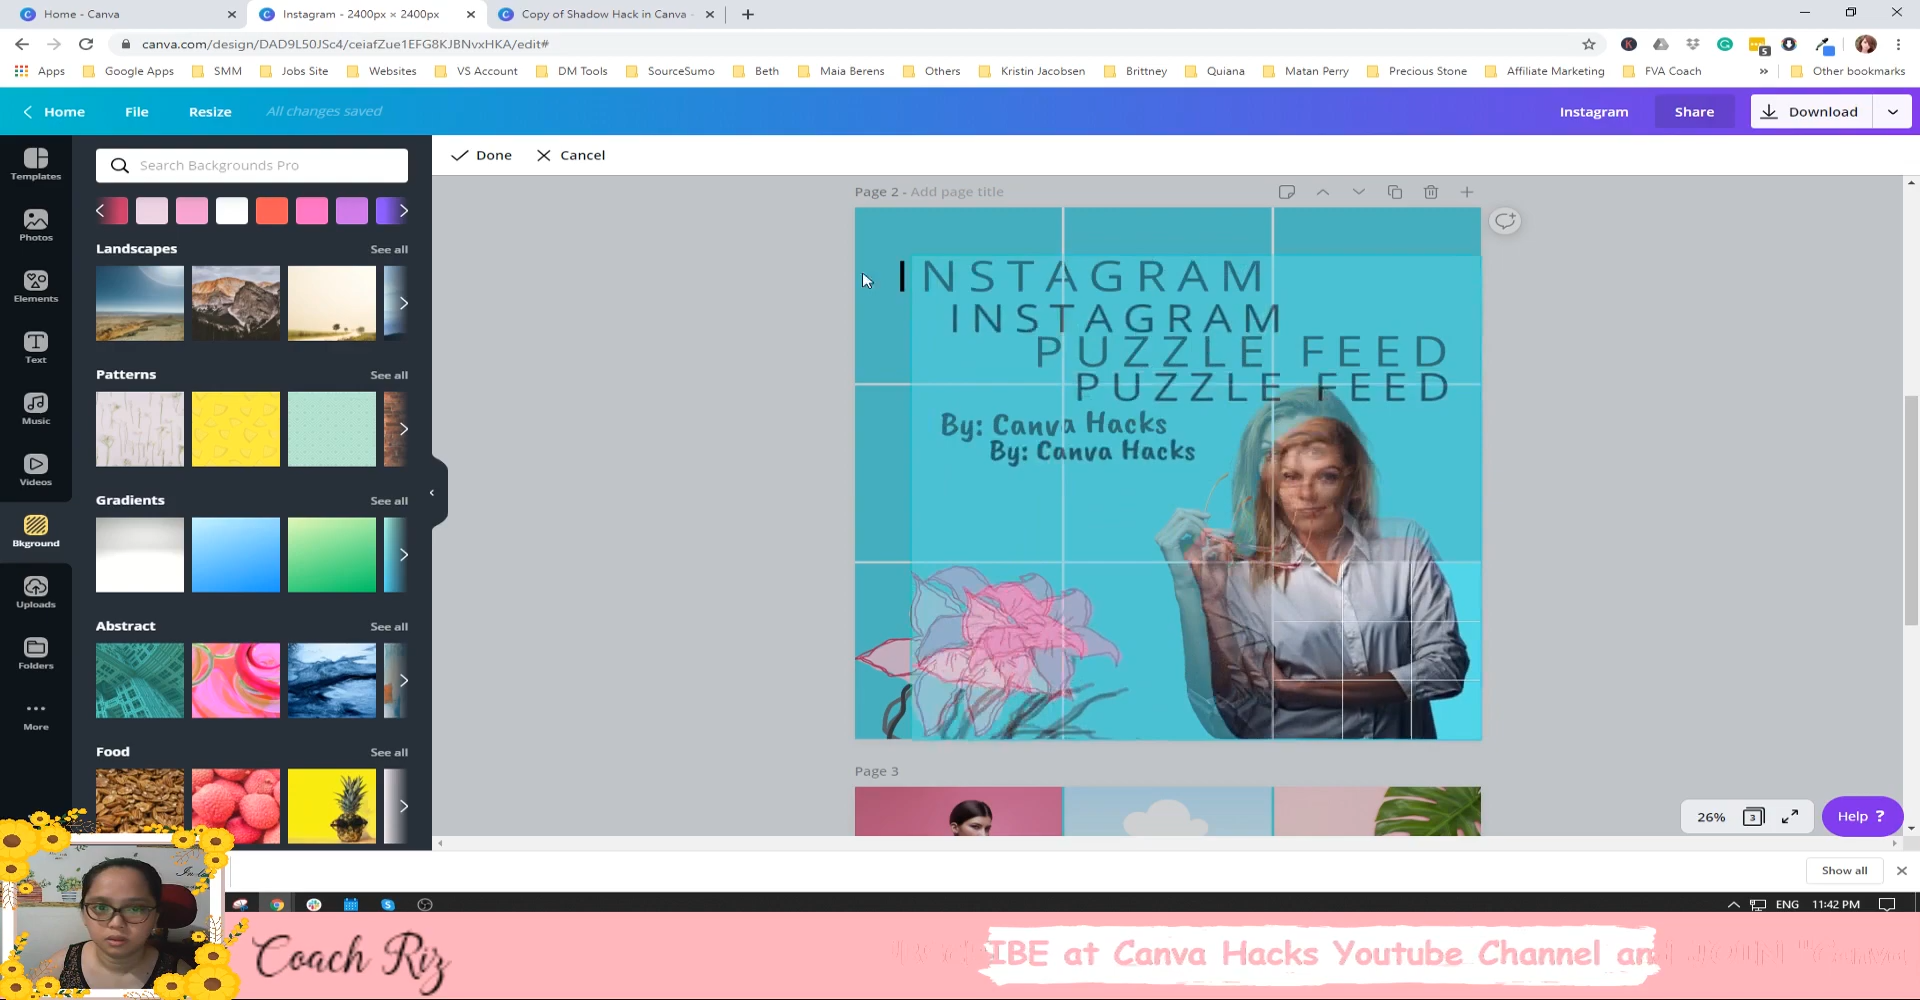 Home - Canva
Instagram - 2400px × 2400px
Copy of Shadow Hack in Canva -
canva.com/design/DAD9L50JSc4/ceiafZue1EFG8KJBNvxHKA/edit#
Apps
Google Apps
SMM
Jobs Site
Websites
VS Account
DM Tools
SourceSumo
Beth
Maia Berens
Others
Kristin Jacobsen
Brittney
Quiana
Matan Perry
Precious Stone
Affiliate Marketing
FVA Coach
Other bookmarks
Home
File
Resize
All changes saved
Instagram
Share
Download
Search Backgrounds Pro
Done
Cancel
Templates
Photos
Elements
Text
Music
Videos
Bkground
Uploads
Folders
More
Landscapes
See all
Patterns
See all
Gradients
See all
Abstract
See all
Food
See all
Page 2 - Add page title
INSTAGRAM
INSTAGRAM
PUZZLE FEED
PUZZLE FEED
By: Canva Hacks
By: Canva Hacks
Page 3
26%
3
Help ?
Show all
ENG
11:42 PM
Coach Riz
IBE at Canva Hacks Youtube Channel an